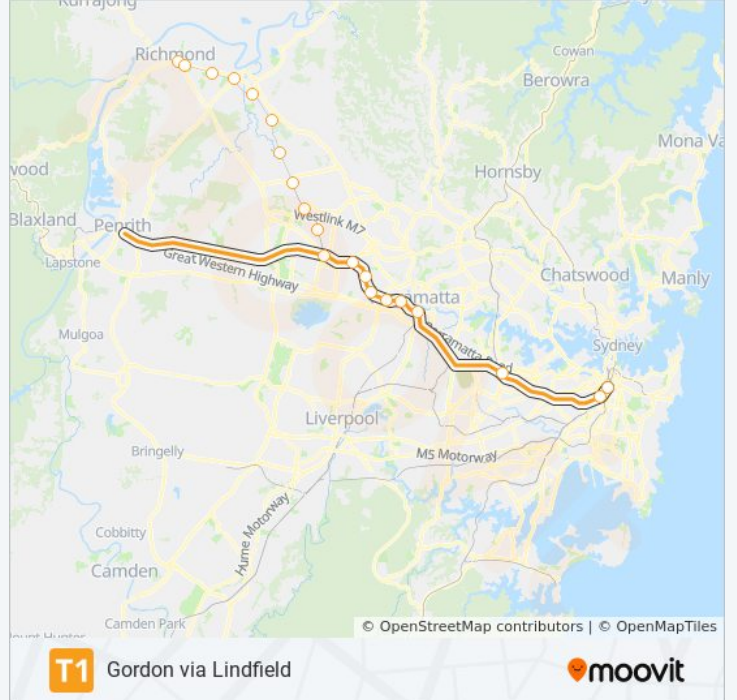 Kurrajong
Richmond
Cowan
Berowra
Mona Va
Hornsby
wood
Westlink M7
Blaxland
Penrith
Lapstone
Great Western Highway
Chatswood
Manly
amatta
Mulgoa
Sydney
Liverpool
M5 Motorway
Bringelly
Hume Motorway
Cobbitty
Camden
Camden Park
© OpenStreetMap contributors | © OpenMapTiles
T1 Gordon via Lindfield
moovit